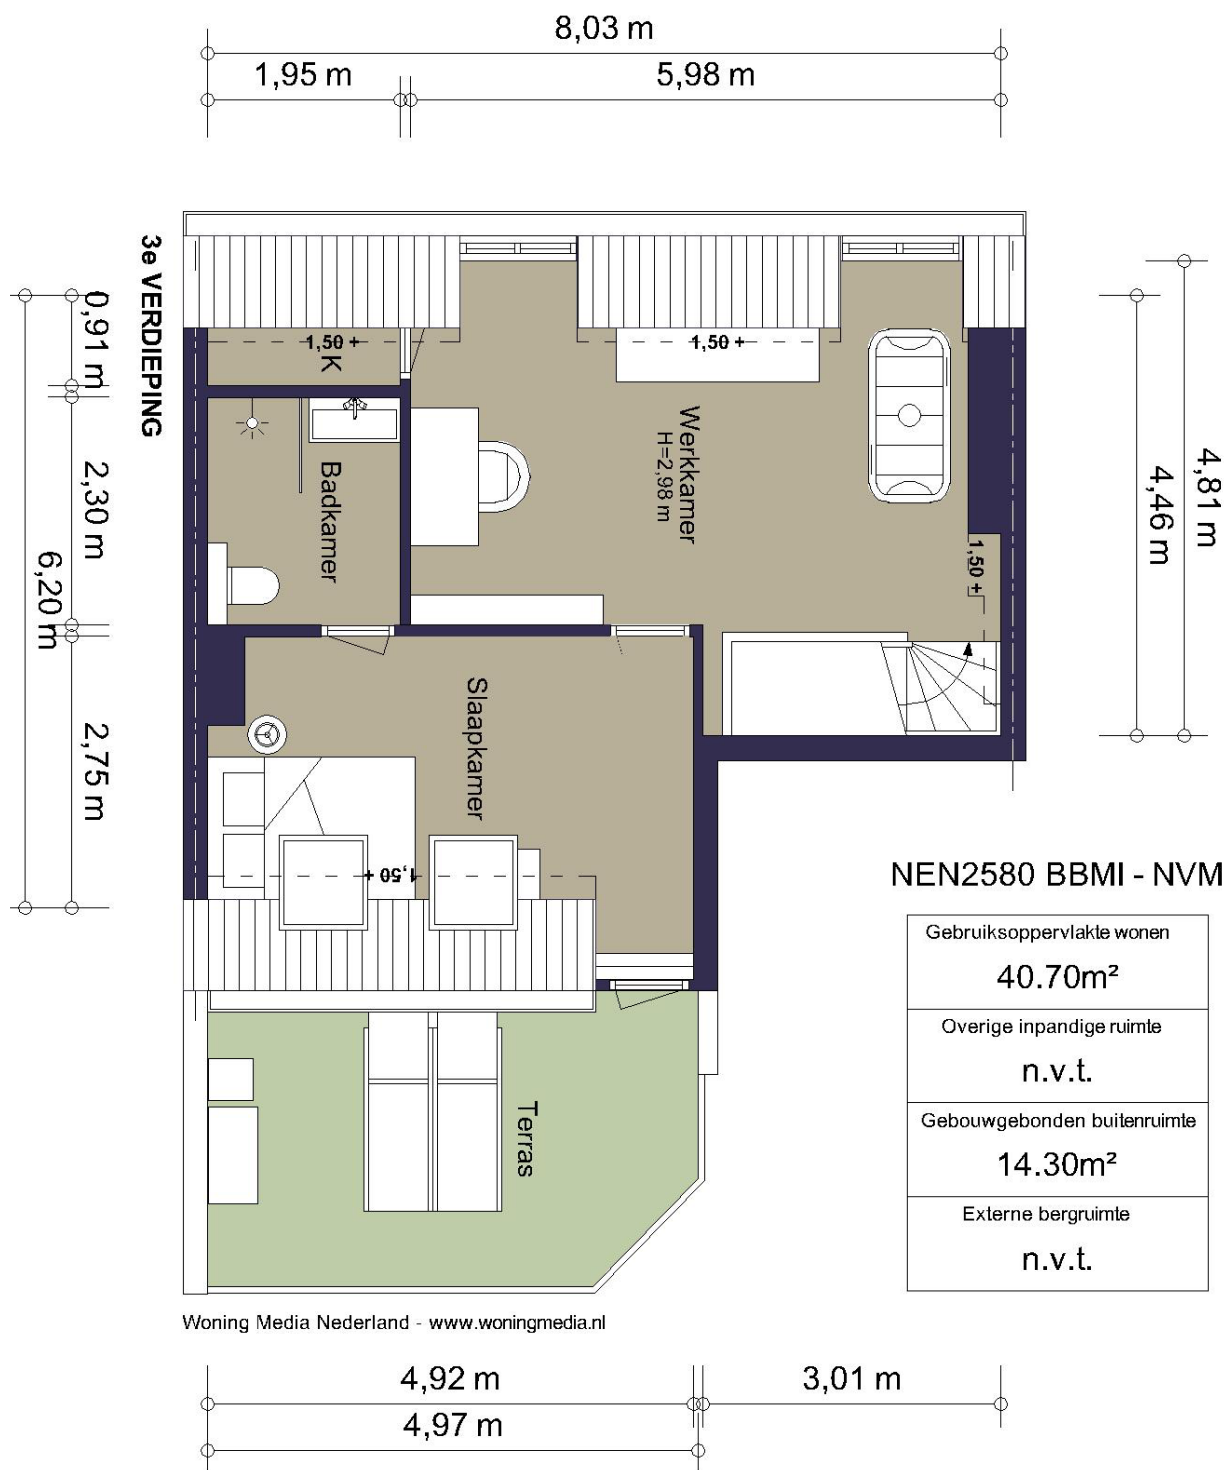 8,03 m
1,95 m
5,98 m
3e VERDIEPING
0,91 m
2,30 m
6,20 m
2,75 m
1,50 +
K
1,50 +
Werkkamer
H=2,98 m
Badkamer
1,50 +
4,81 m
4,46 m
Slaapkamer
1,50 +
Terras
NEN2580 BBMI - NVM
Gebruiksoppervlakte wonen
40.70m²
Overige inpandige ruimte
n.v.t.
Gebouwgebonden buitenruimte
14.30m²
Externe bergruimte
n.v.t.
Woning Media Nederland - www.woningmedia.nl
4,92 m
3,01 m
4,97 m